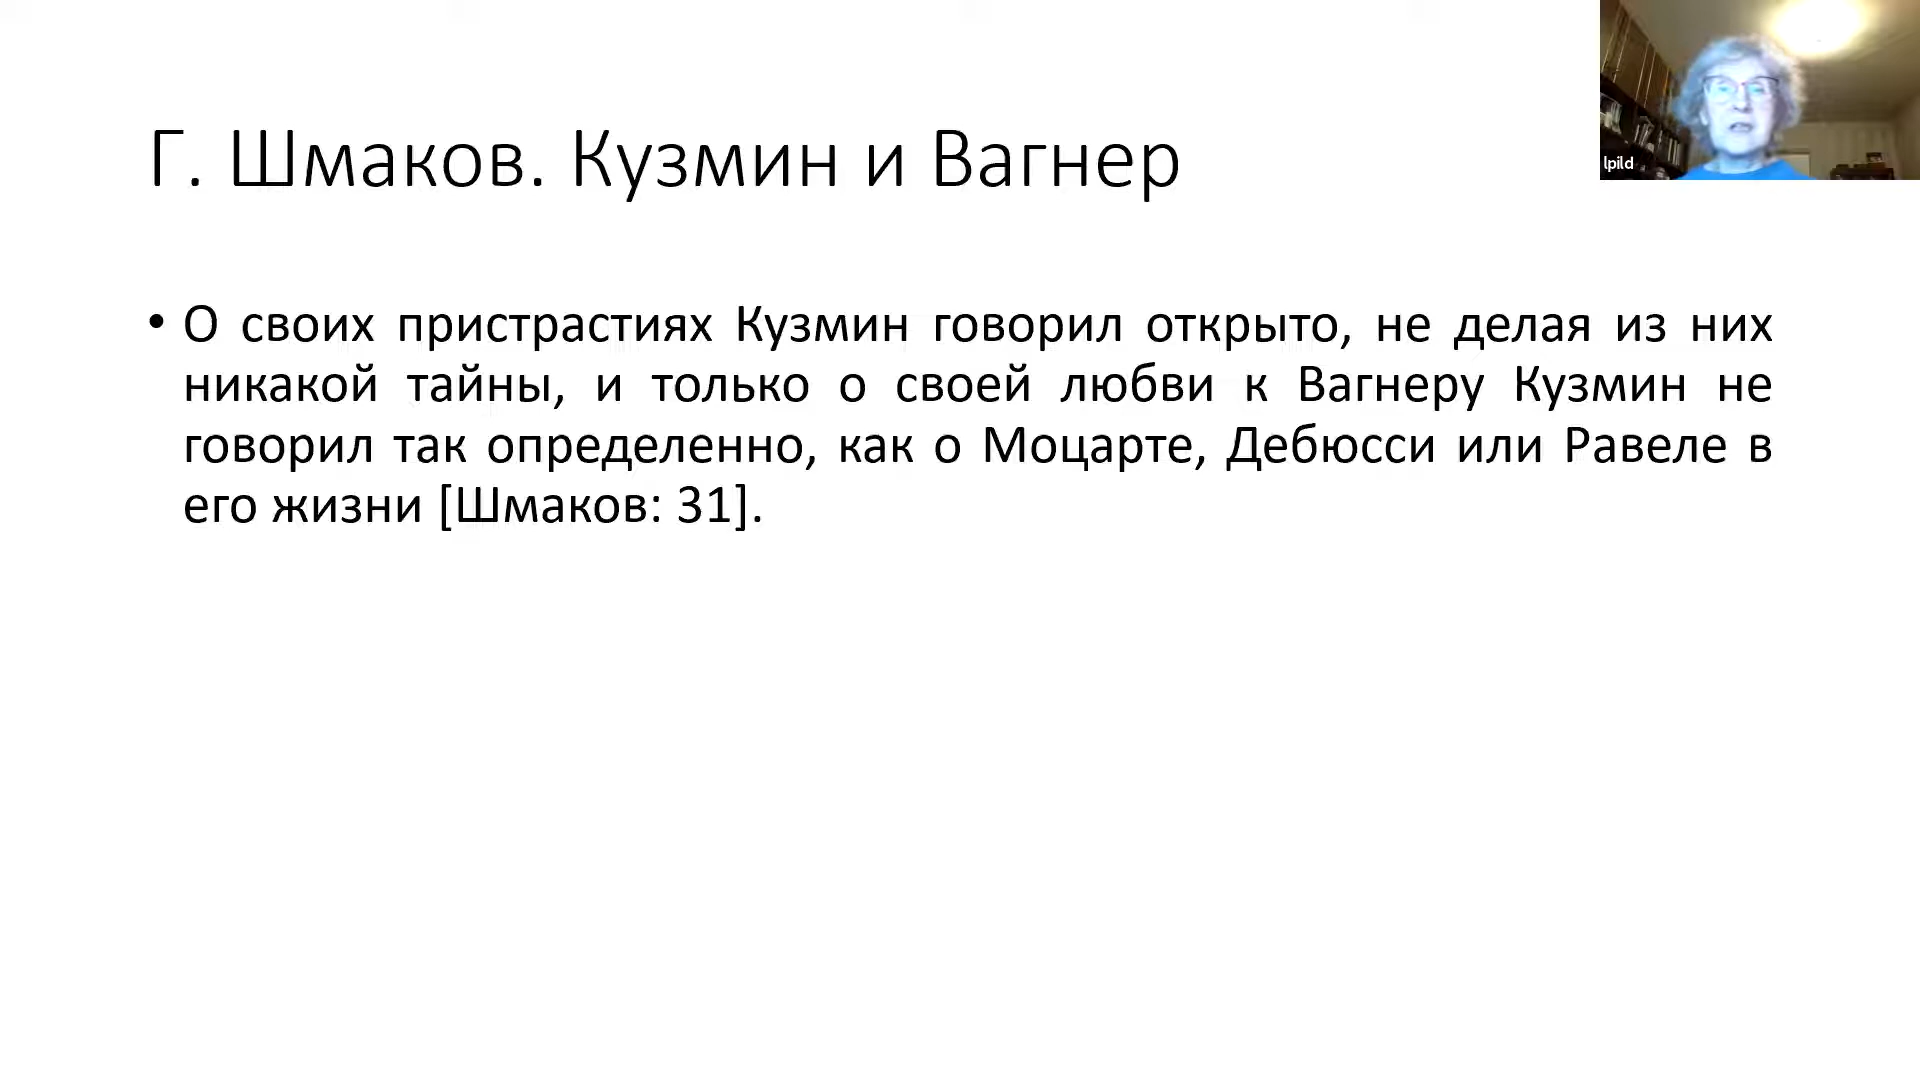 Г. Шмаков. Кузмин и Вагнер
lpild
• О своих пристрастиях Кузмин говорил открыто, не делая из них
никакой тайны, и только о своей любви к Вагнеру Кузмин не
говорил так определенно, как о Моцарте, Дебюсси или Равеле в
его жизни [Шмаков: 31].